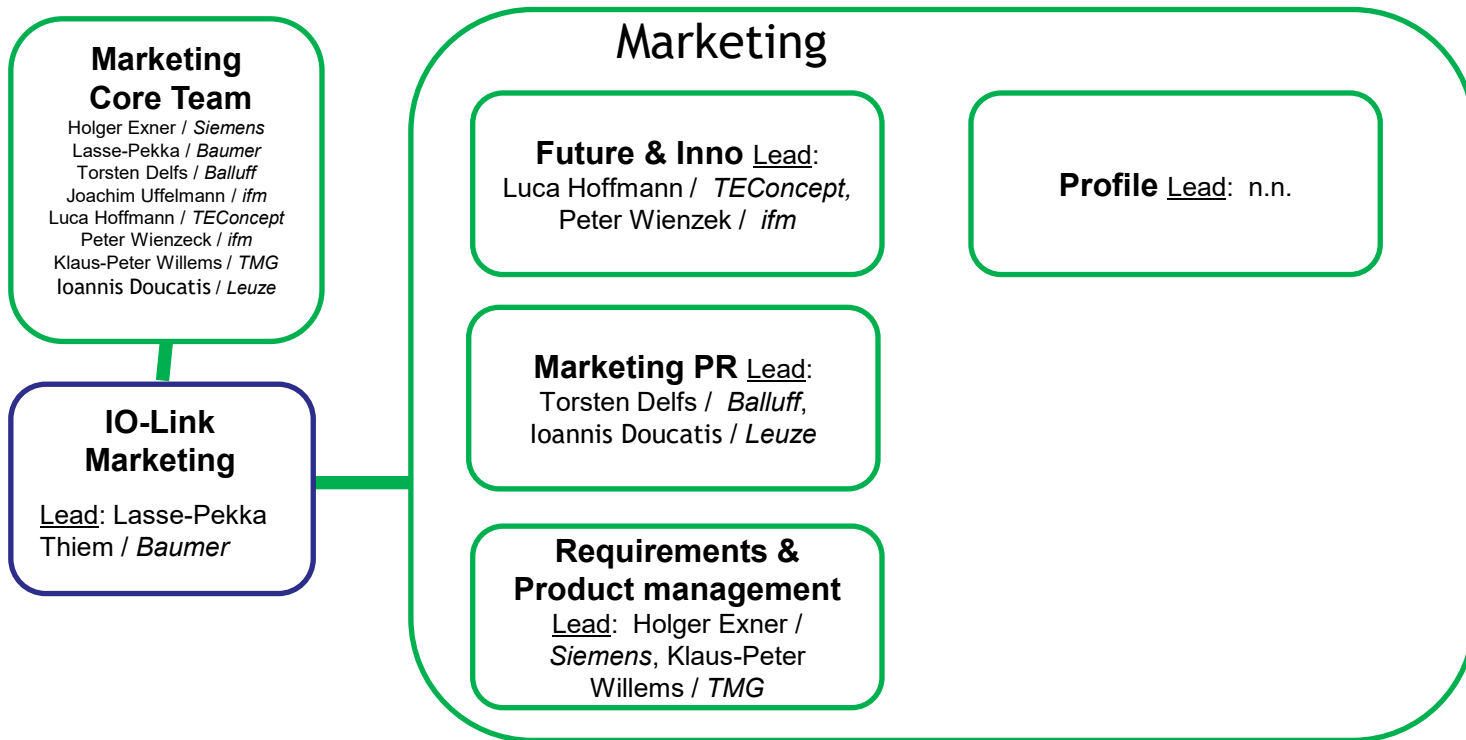 Marketing
Core Team
Holger Exner / Siemens
Lasse-Pekka / Baumer
Torsten Delfs / Balluff
Joachim Uffelmann / ifm
Luca Hoffmann / TEConcept
Peter Wienzeck / ifm
Klaus-Peter Willems / TMG
Ioannis Doucatis / Leuze
IO-Link
Marketing
Lead: Lasse-Pekka
Thiem / Baumer
Marketing
Future & Inno Lead:
Luca Hoffmann / TEConcept,
Peter Wienzek / ifm
Profile Lead: n.n.
Marketing PR Lead:
Torsten Delfs / Balluff,
Ioannis Doucatis / Leuze
Requirements &
Product management
Lead: Holger Exner /
Siemens, Klaus-Peter
Willems / TMG